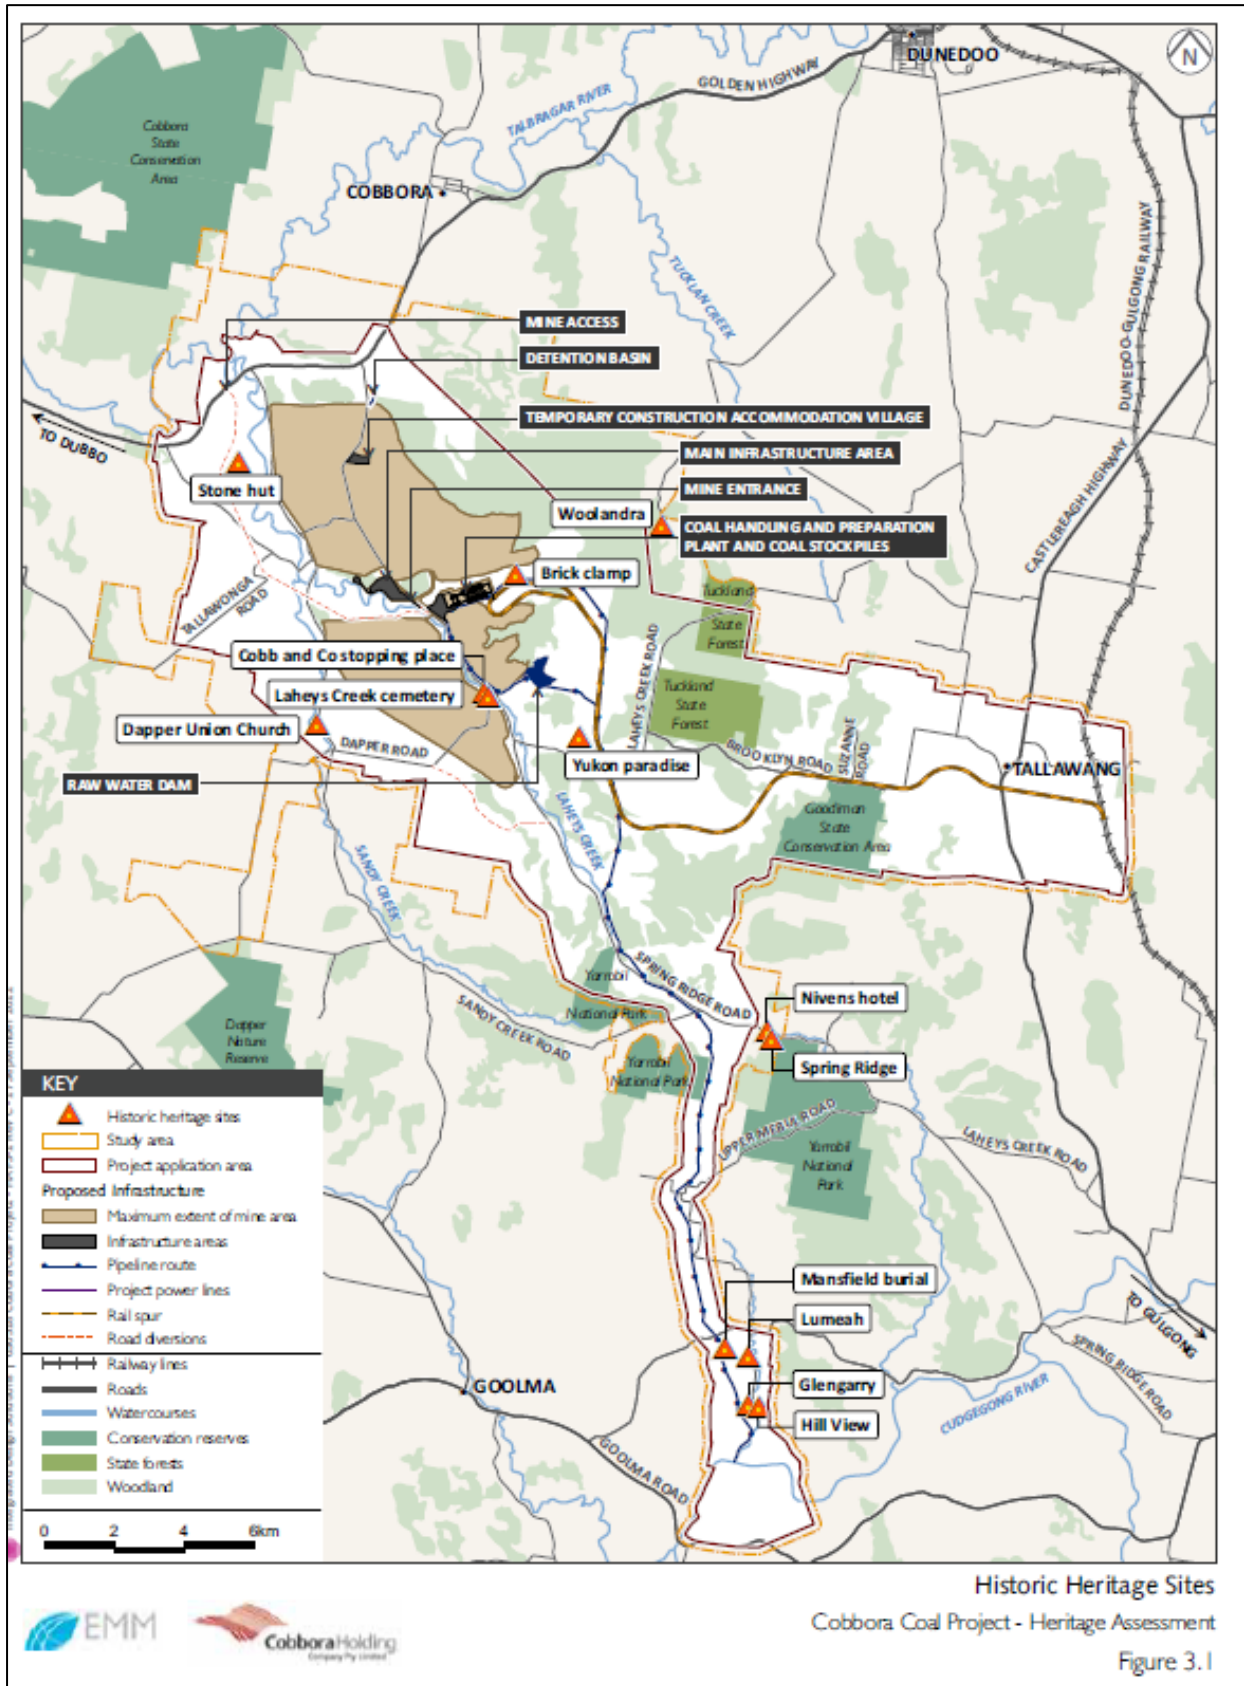 DUNEDOO
N
GOLDEN HIGHWAY
TALBRAGAR RIVER
Cobbora
State
Conservation
Area
COBBORA
TUCKLAN CREEK
DUNEDOO-GULGONG RAILWAY
MINE ACCESS
DETENTION BASIN
TEMPORARY CONSTRUCTION ACCOMMODATION VILLAGE
TO DUBBO
MAIN INFRASTRUCTURE AREA
MINE ENTRANCE
Stone hut
Woolandra
COAL HANDLING AND PREPARATION
PLANT AND COAL STOCKPILES
CASTLEREAGH HIGHWAY
Brick clamp
Tuckland
State
Forest
TALLAWONGA
ROAD
Cobb and Co stopping place
LAHEYS CREEK ROAD
Laheys Creek cemetery
Tuckland
State
Forest
Dapper Union Church
DAPPER ROAD
BROOKLYN ROAD
SUZANNE
ROAD
Yukon paradise
TALLAWANG
RAW WATER DAM
LAHEYS CREEK
Goodiman
State
Conservation Area
SANDY CREEK
Yarrobil
National Park
SPRING RIDGE ROAD
SANDY CREEK ROAD
Nivens hotel
Dapper
Nature
Reserve
Yarrobil
National Park
Spring Ridge
UPPER MEBIA ROAD
LAHEYS CREEK ROAD
Yarrobil
National
Park
KEY
Historic heritage sites
Study area
Project application area
Proposed Infrastructure
Maximum extent of mine area
Infrastructure areas
Pipeline route
Project power lines
Rail spur
Road diversions
Railway lines
Roads
Watercourses
Conservation reserves
State forests
Woodland
0 2 4 6km
Mansfield burial
Lumeah
TO GULGONG
SPRING RIDGE ROAD
GOOLMA
Glengarry
Hill View
CUDGEGONG RIVER
GOOLMA ROAD
Historic Heritage Sites
Cobbora Coal Project - Heritage Assessment
Figure 3.1
EMM
CobboraHolding
Company Pty Limited